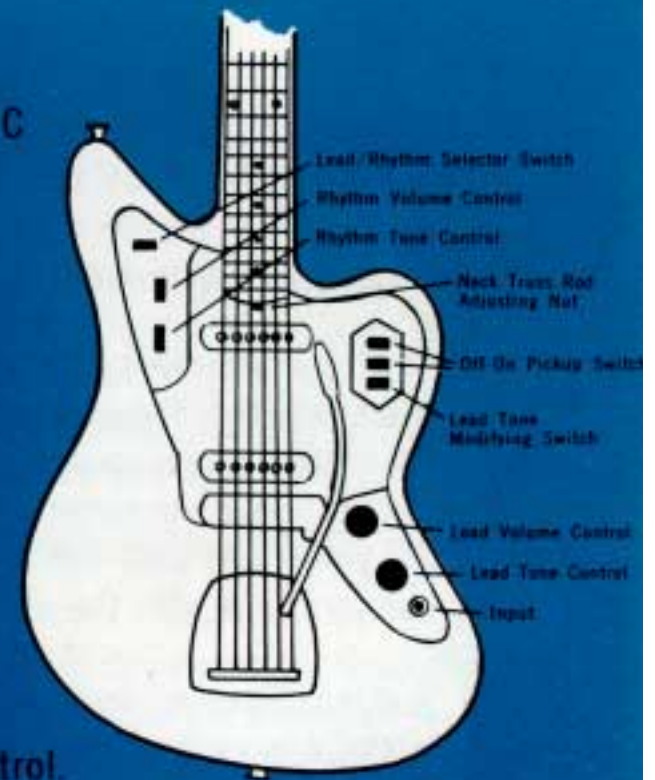 C
Lead/Rhythm Selector Switch
Rhythm Volume Control
Rhythm Tone Control
Neck Truss Rod
Adjusting Nut
Off-On Pickup Switch
Lead Tone
Modifying Switch
Lead Volume Control
Lead Tone Control
Input
trol.